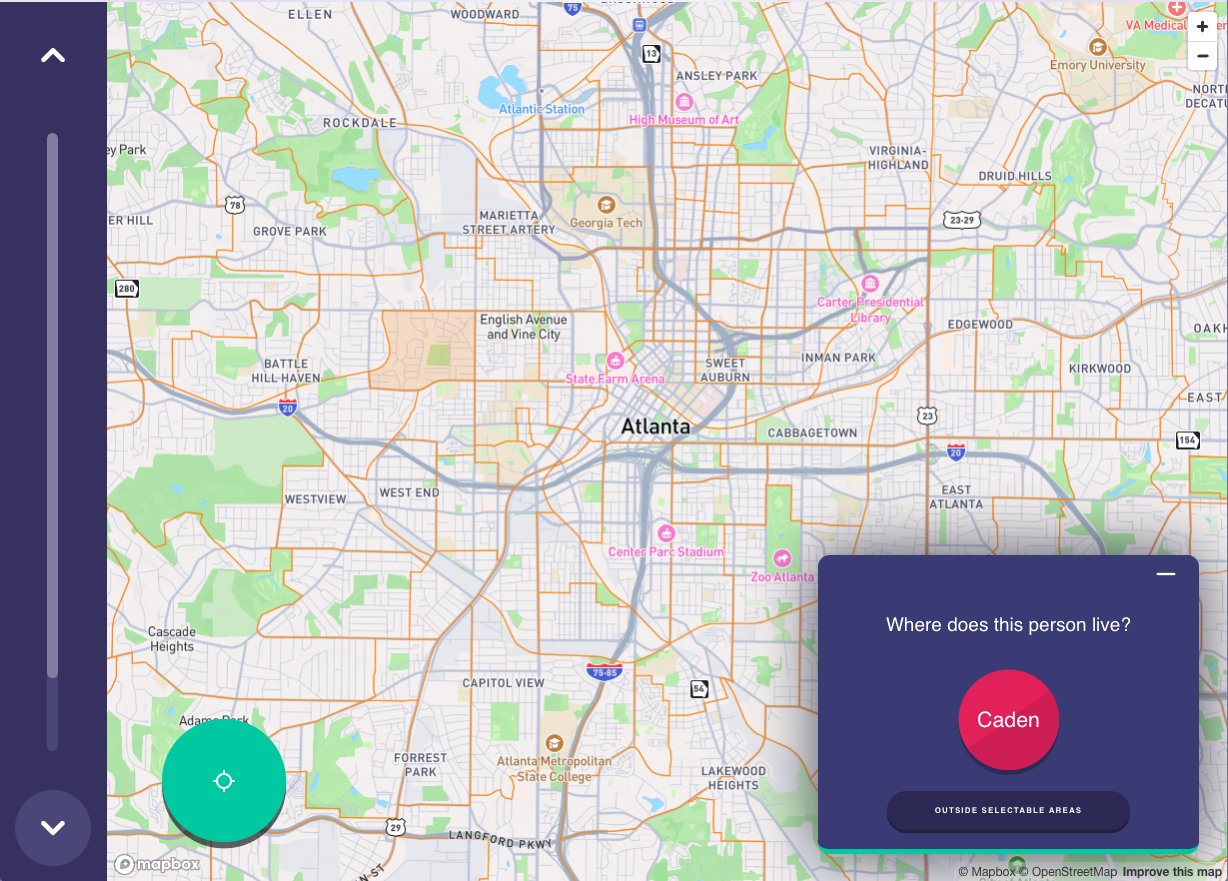 ELLEN
WOODWARD
75
13
VA Medical
ANSLEY PARK
Emory University
+
−
Atlantic Station
High Museum of Art
NORT
DECATU
ROCKDALE
ey Park
VIRGINIA-
HIGHLAND
DRUID HILLS
78
Georgia Tech
MARIETTA
STREET ARTERY
ER HILL
GROVE PARK
23-29
280
Carter Presidential
Library
English Avenue
and Vine City
EDGEWOOD
OAKH
BATTLE
HILL HAVEN
State Farm Arena
SWEET
AUBURN
INMAN PARK
KIRKWOOD
20
EAST
23
Atlanta
CABBAGETOWN
154
20
WESTVIEW
WEST END
EAST
ATLANTA
Center Parc Stadium
Zoo Atlanta
Cascade
Heights
75-85
CAPITOL VIEW
54
Adams Park
Atlanta Metropolitan
State College
FORREST
PARK
LAKEWOOD
HEIGHTS
29
LANGFORD PKWY
N ST
Where does this person live?
Caden
OUTSIDE SELECTABLE AREAS
mapbox
© Mapbox © OpenStreetMap Improve this map